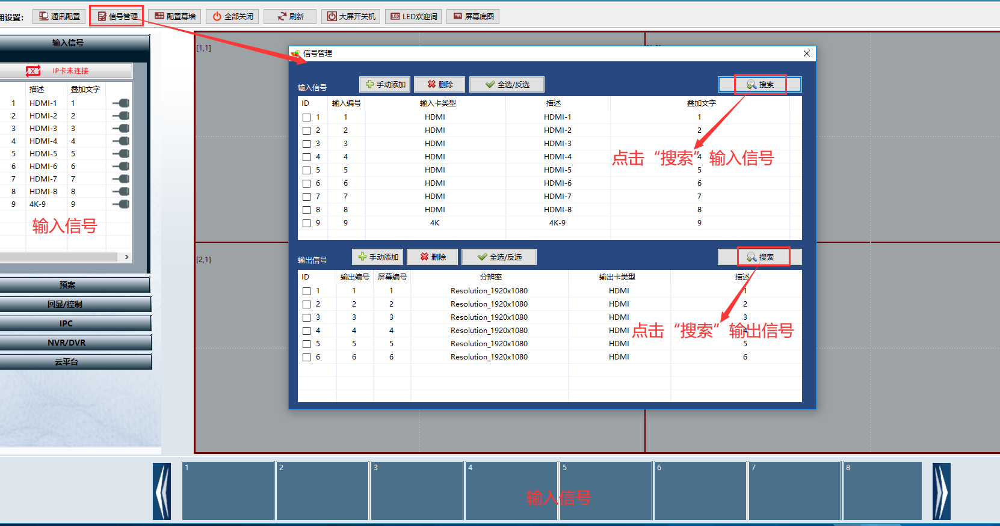 用设置: 通讯配置 信号管理 配置幕墙 全部关闭 刷新 大屏开关机 LED LED欢迎词 屏幕底图
输入信号
IP卡未连接
描述 叠加文字
1 HDMI-1 1
2 HDMI-2 2
3 HDMI-3 3
4 HDMI-4 4
5 HDMI-5 5
6 HDMI-6 6
7 HDMI-7 7
8 HDMI-8 8
9 4K-9 9
输入信号
预案
回显/控制
IPC
NVR/DVR
云平台
[1,1]
[2,1]
信号管理
输入信号 手动添加 删除 全选/反选 搜索
ID 输入编号 输入卡类型 描述 叠加文字
1 1 HDMI HDMI-1 1
2 2 HDMI HDMI-2 2
3 3 HDMI HDMI-3
4 4 HDMI HDMI-4 4
5 5 HDMI HDMI-5 5
6 6 HDMI HDMI-6 6
7 7 HDMI HDMI-7 7
8 8 HDMI HDMI-8 8
9 9 4K 4K-9 9
点击“搜索”输入信号
输出信号 手动添加 删除 全选/反选 搜索
ID 输出编号 屏幕编号 分辨率 输出卡类型 描述
1 1 1 Resolution_1920x1080 HDMI 1
2 2 2 Resolution_1920x1080 HDMI 2
3 3 3 Resolution_1920x1080 HDMI 3
4 4 4 Resolution_1920x1080 HDMI 4
5 5 5 Resolution_1920x1080 HDMI 5
6 6 6 Resolution_1920x1080 HDMI 6
点击“搜索”输出信号
1 2 3 4 5 6 7 8
输入信号